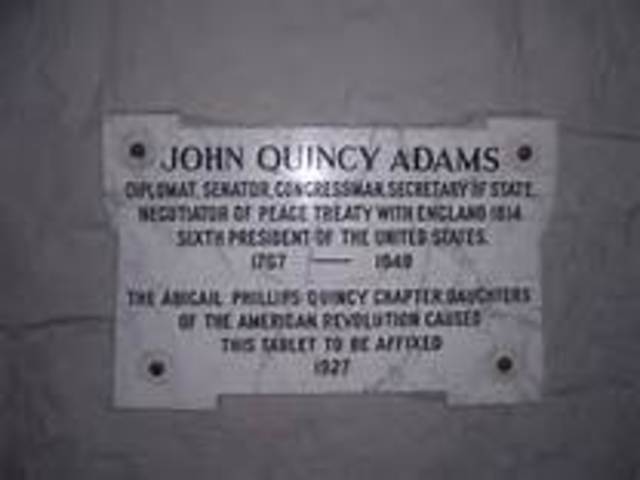 JOHN QUINCY ADAMS
DIPLOMAT, SENATOR, CONGRESSMAN, SECRETARY OF STATE,
NEGOTIATOR OF PEACE TREATY WITH ENGLAND 1814
SIXTH PRESIDENT OF THE UNITED STATES.
1767 — 1848
THE ABIGAIL PHILLIPS QUINCY CHAPTER, DAUGHTERS
OF THE AMERICAN REVOLUTION CAUSED
THIS TABLET TO BE AFFIXED
1927